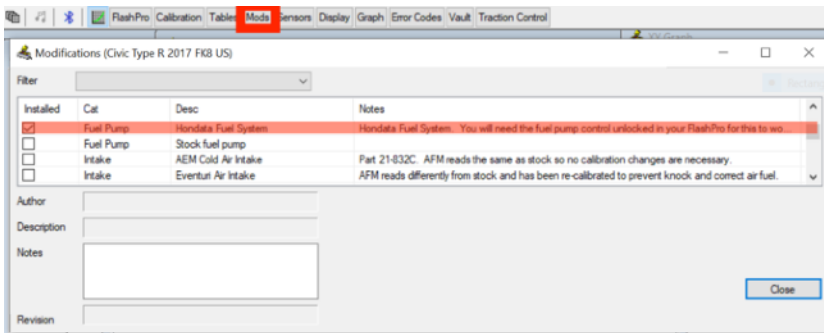 FlashPro Calibration Tables Mods Sensors Display Graph Error Codes Vault Traction Control
XY Graph
Modifications (Civic Type R 2017 FK8 US)
Filter
Rectang
Installed Cat Desc Notes
Fuel Pump Hondata Fuel System Hondata Fuel System. You will need the fuel pump control unlocked in your FlashPro for this to wo...
Fuel Pump Stock fuel pump
Intake AEM Cold Air Intake Part 21-832C. AFM reads the same as stock so no calibration changes are necessary.
Intake Eventuri Air Intake AFM reads differently from stock and has been re-calibrated to prevent knock and correct air fuel.
Author
Description
Notes
Close
Revision